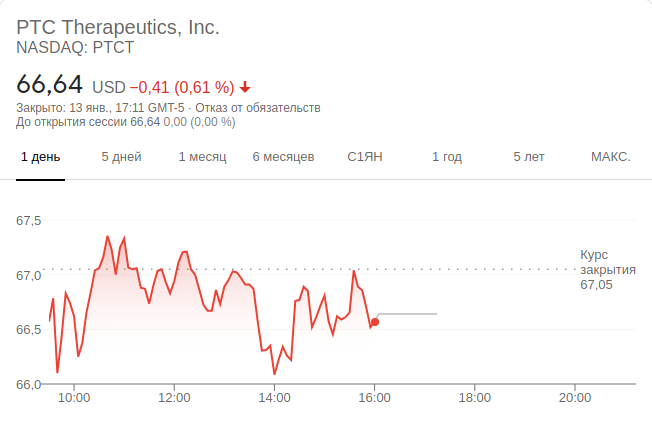 PTC Therapeutics, Inc.
NASDAQ: PTCT
66,64 USD −0,41 (0,61 %)
Закрыто: 13 янв., 17:11 GMT-5 · Отказ от обязательств
До открытия сессии 66,64 0,00 (0,00 %)
1 день 5 дней 1 месяц 6 месяцев С1ЯН 1 год 5 лет МАКС.
67,5
67,0
66,5
66,0
Курс
закрытия
67,05
10:00 12:00 14:00 16:00 18:00 20:00